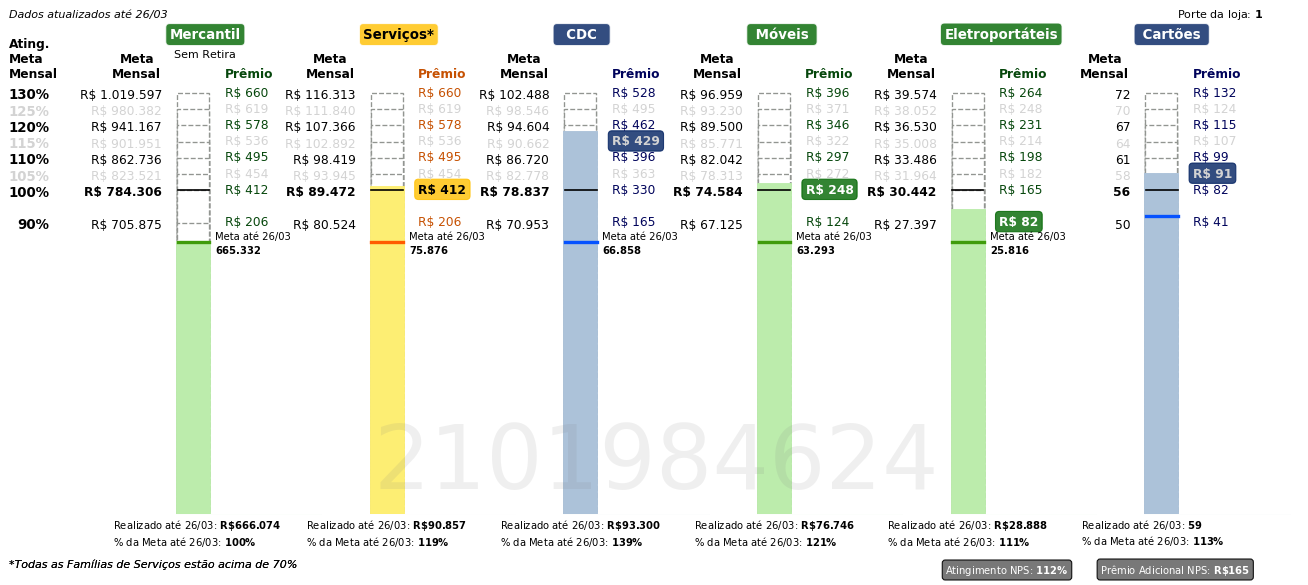 Dados atualizados até 26/03
Porte da loja: 1
Mercantil Serviços* CDC Móveis Eletroportáteis Cartões
Sem Retira
Ating. Meta Mensal
Meta Mensal Prêmio Meta Mensal Prêmio Meta Mensal Prêmio Meta Mensal Prêmio Meta Mensal Prêmio Meta Mensal Prêmio
130% R$ 1.019.597 R$ 660 R$ 116.313 R$ 660 R$ 102.488 R$ 528 R$ 96.959 R$ 396 R$ 39.574 R$ 264 72 R$ 132
125% R$ 980.382 R$ 619 R$ 111.840 R$ 619 R$ 98.546 R$ 495 R$ 93.230 R$ 371 R$ 38.052 R$ 248 70 R$ 124
120% R$ 941.167 R$ 578 R$ 107.366 R$ 578 R$ 94.604 R$ 462 R$ 89.500 R$ 346 R$ 36.530 R$ 231 67 R$ 115
115% R$ 901.951 R$ 536 R$ 102.892 R$ 536 R$ 90.662 R$ 429 R$ 85.771 R$ 322 R$ 35.008 R$ 214 64 R$ 107
110% R$ 862.736 R$ 495 R$ 98.419 R$ 495 R$ 86.720 R$ 396 R$ 82.042 R$ 297 R$ 33.486 R$ 198 61 R$ 99
105% R$ 823.521 R$ 454 R$ 93.945 R$ 454 R$ 82.778 R$ 363 R$ 78.313 R$ 272 R$ 31.964 R$ 182 58 R$ 91
100% R$ 784.306 R$ 412 R$ 89.472 R$ 412 R$ 78.837 R$ 330 R$ 74.584 R$ 248 R$ 30.442 R$ 165 56 R$ 82
90% R$ 705.875 R$ 206 R$ 80.524 R$ 206 R$ 70.953 R$ 165 R$ 67.125 R$ 124 R$ 27.397 R$ 82 50 R$ 41
Meta até 26/03 Meta até 26/03 Meta até 26/03 Meta até 26/03 Meta até 26/03
665.332 75.876 66.858 63.293 25.816
2101984624
Realizado até 26/03: R$666.074 Realizado até 26/03: R$90.857 Realizado até 26/03: R$93.300 Realizado até 26/03: R$76.746 Realizado até 26/03: R$28.888 Realizado até 26/03: 59
% da Meta até 26/03: 100% % da Meta até 26/03: 119% % da Meta até 26/03: 139% % da Meta até 26/03: 121% % da Meta até 26/03: 111% % da Meta até 26/03: 113%
*Todas as Famílias de Serviços estão acima de 70%
Atingimento NPS: 112% Prêmio Adicional NPS: R$165